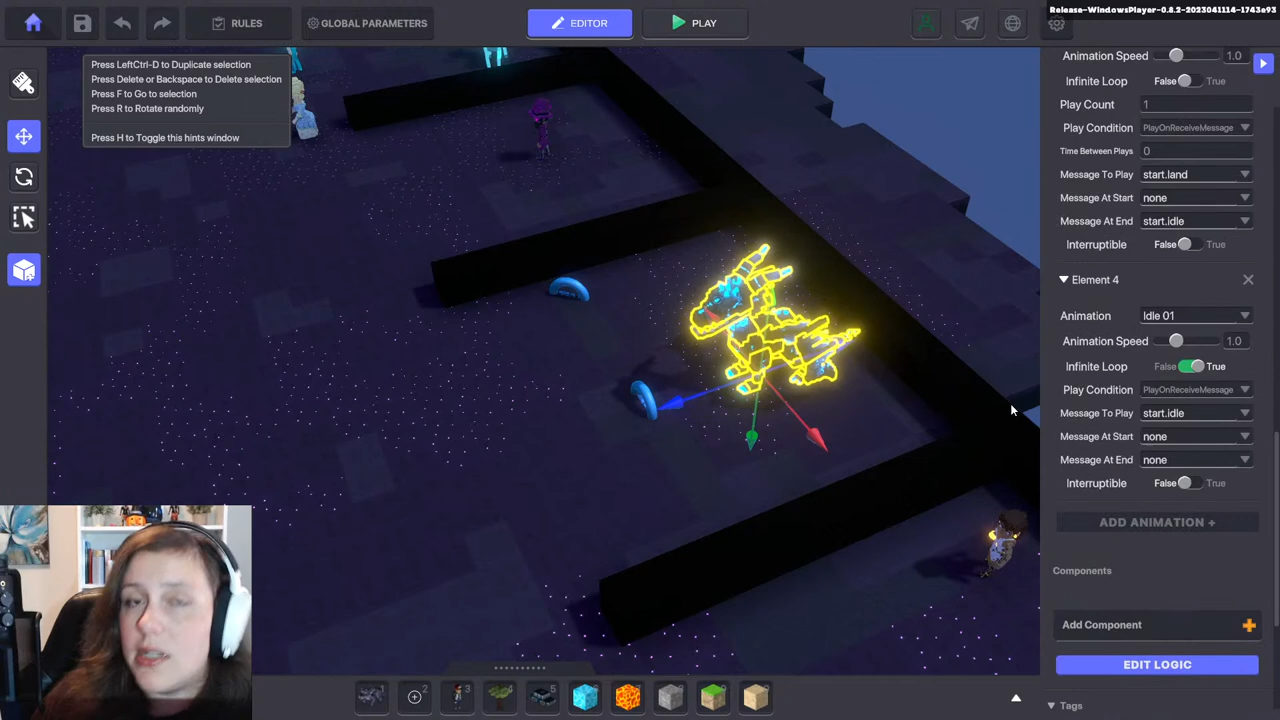 Release-WindowsPlayer-0.8.2-2023041114-1743a93
RULES
GLOBAL PARAMETERS
EDITOR
PLAY
Press LeftCtrl-D to Duplicate selection
Press Delete or Backspace to Delete selection
Press F to Go to selection
Press R to Rotate randomly
Press H to Toggle this hints window
Animation Speed 1.0
Infinite Loop False True
Play Count 1
Play Condition PlayOnReceiveMessage
Time Between Plays 0
Message To Play start.land
Message At Start none
Message At End start.idle
Interruptible False True
Element 4
Animation Idle 01
Animation Speed 1.0
Infinite Loop False True
Play Condition PlayOnReceiveMessage
Message To Play start.idle
Message At Start none
Message At End none
Interruptible False True
ADD ANIMATION +
Components
Add Component
EDIT LOGIC
Tags
2
3
5